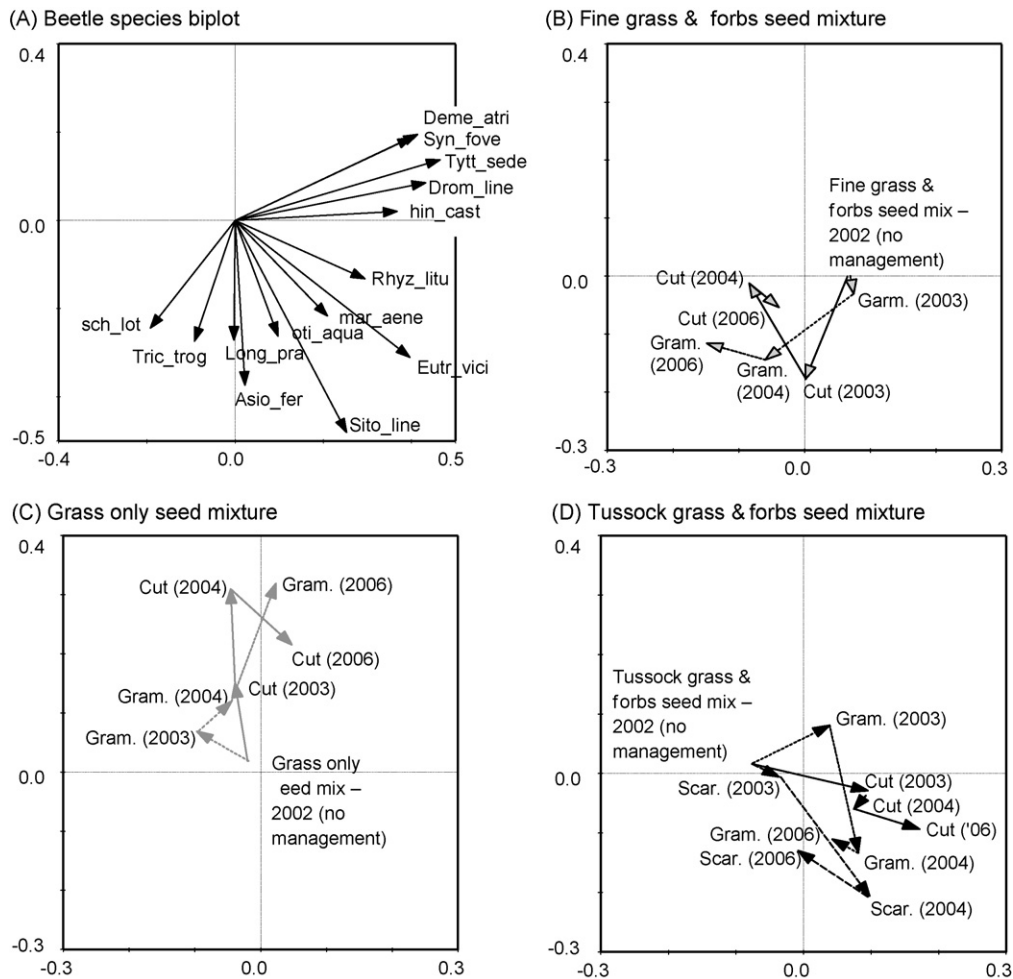 (A) Beetle species biplot
0.4
Deme_atri
Syn_fove
Tytt_sede
Drom_line
hin_cast
0.0
Rhyz_litu
mar_aene
oti_aqua
sch_lot
Tric_trog
Long_pra
Eutr_vici
Asio_fer
Sito_line
-0.5
-0.4
0.0
0.5
(B) Fine grass & forbs seed mixture
0.4
Fine grass &
forbs seed mix –
2002 (no
management)
0.0
Cut (2004)
Garm. (2003)
Cut (2006)
Gram.
(2006)
Gram.
(2004)
Cut (2003)
-0.3
-0.3
0.0
0.3
(C) Grass only seed mixture
0.4
Cut (2004)
Gram. (2006)
Cut (2006)
Gram. (2004)
Cut (2003)
Gram. (2003)
Grass only
eed mix –
2002 (no
management)
0.0
-0.3
-0.3
0.0
0.3
(D) Tussock grass & forbs seed mixture
0.4
Tussock grass &
forbs seed mix –
2002 (no
management)
Gram. (2003)
0.0
Scar. (2003)
Cut (2003)
Cut (2004)
Cut ('06)
Gram. (2006)
Scar. (2006)
Gram. (2004)
Scar. (2004)
-0.3
-0.3
0.0
0.3